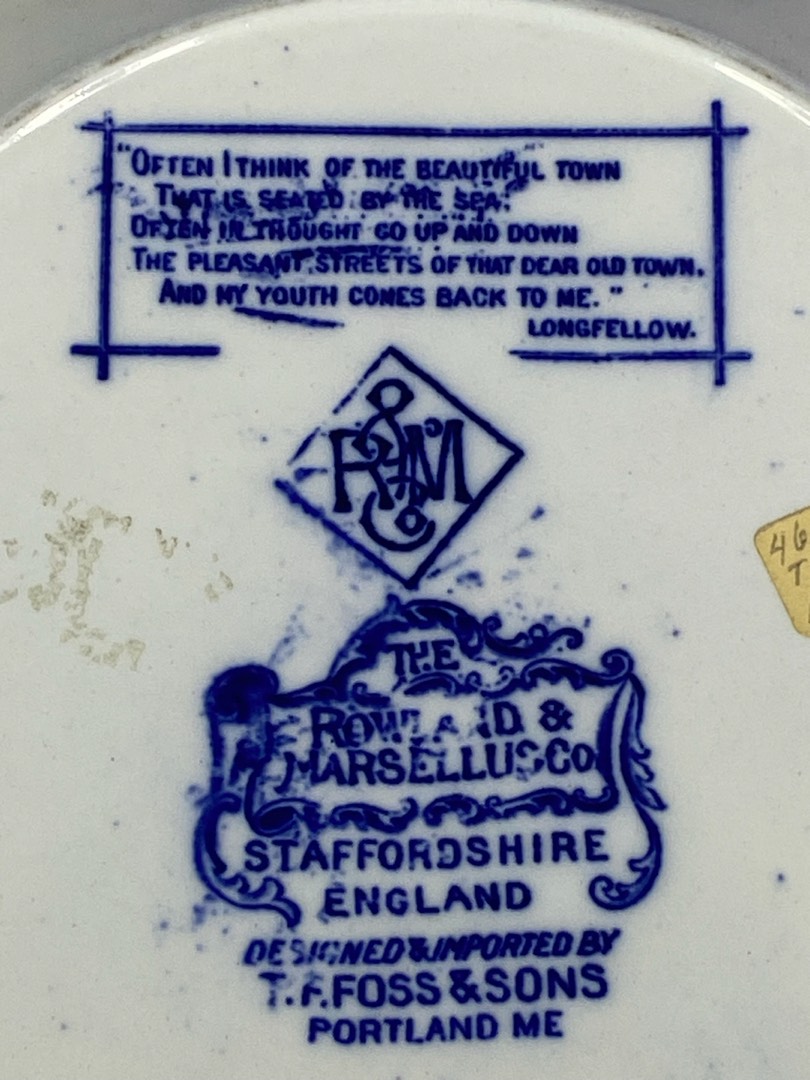 "OFTEN I THINK OF THE BEAUTIFUL TOWN
THAT IS SEATED BY THE SEA;
OFTEN IN THOUGHT GO UP AND DOWN
THE PLEASANT STREETS OF THAT DEAR OLD TOWN,
AND MY YOUTH COMES BACK TO ME."
LONGFELLOW.
R & M
THE
ROWLAND &
MARSELLUS CO
STAFFORDSHIRE
ENGLAND
DESIGNED & IMPORTED BY
T. F. FOSS & SONS
PORTLAND ME
46
T